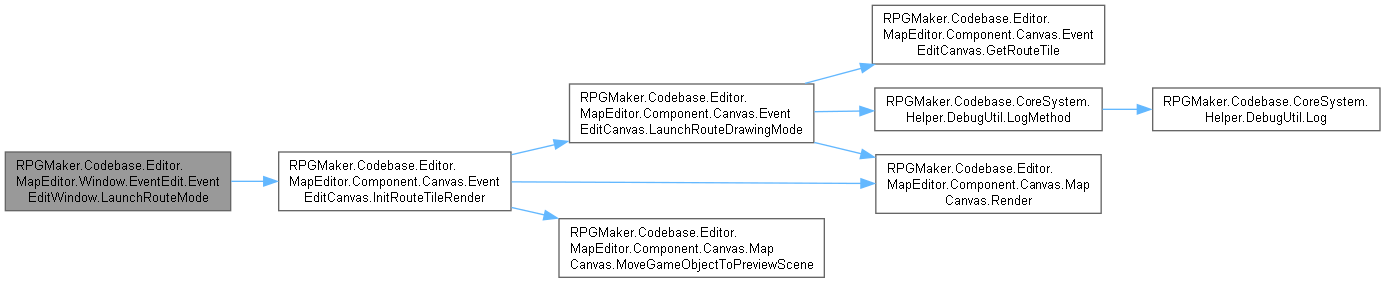 RPGMaker.Codebase.Editor.
MapEditor.Window.EventEdit.Event
EditWindow.LaunchRouteMode
RPGMaker.Codebase.Editor.
MapEditor.Component.Canvas.Event
EditCanvas.InitRouteTileRender
RPGMaker.Codebase.Editor.
MapEditor.Component.Canvas.Event
EditCanvas.LaunchRouteDrawingMode
RPGMaker.Codebase.Editor.
MapEditor.Component.Canvas.Event
EditCanvas.GetRouteTile
RPGMaker.Codebase.CoreSystem.
Helper.DebugUtil.LogMethod
RPGMaker.Codebase.CoreSystem.
Helper.DebugUtil.Log
RPGMaker.Codebase.Editor.
MapEditor.Component.Canvas.Map
Canvas.Render
RPGMaker.Codebase.Editor.
MapEditor.Component.Canvas.Map
Canvas.MoveGameObjectToPreviewScene